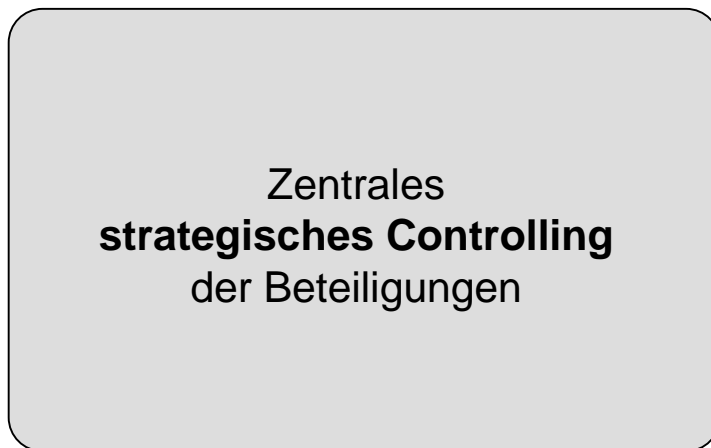 Zentrales
strategisches Controlling
der Beteiligungen